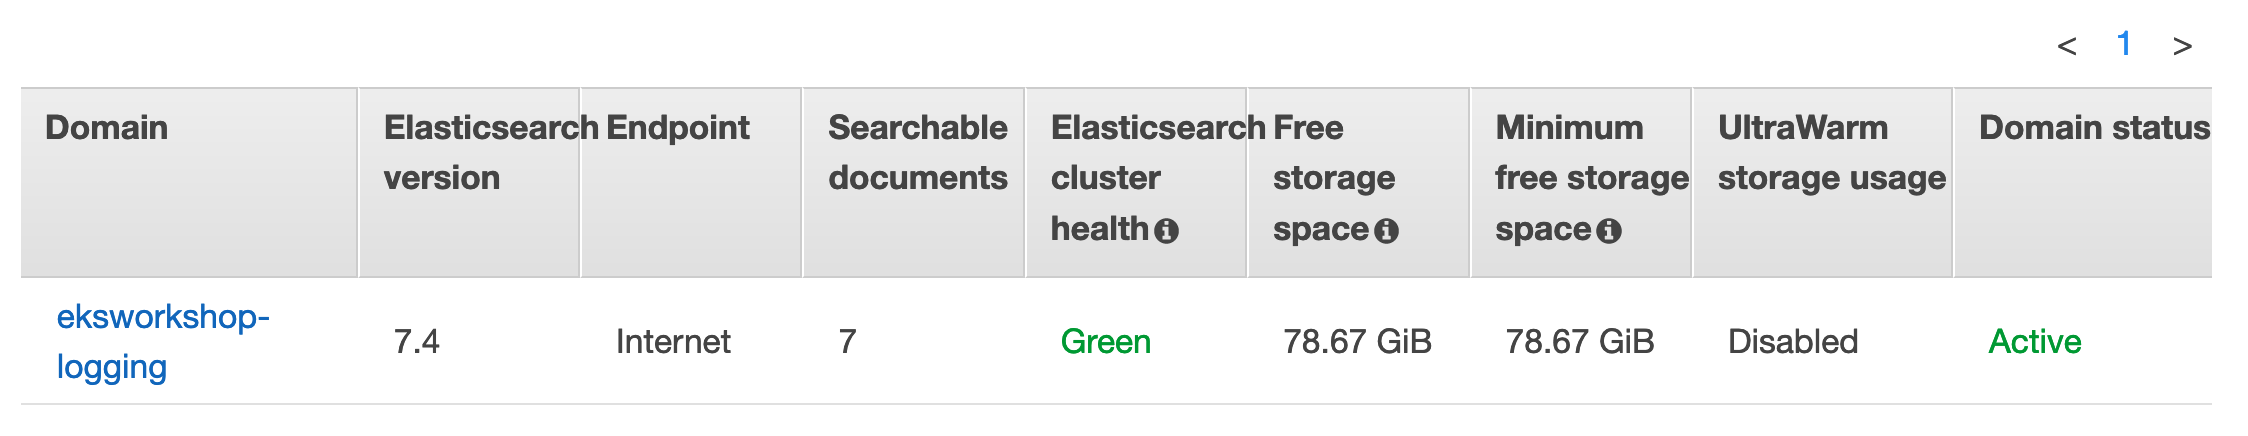 < 1 >
Domain
Elasticsearch
version
Endpoint
Searchable
documents
Elasticsearch
cluster
health
Free
storage
space
Minimum
free storage
space
UltraWarm
storage usage
Domain status
eksworkshop-
logging
7.4
Internet
7
Green
78.67 GiB
78.67 GiB
Disabled
Active